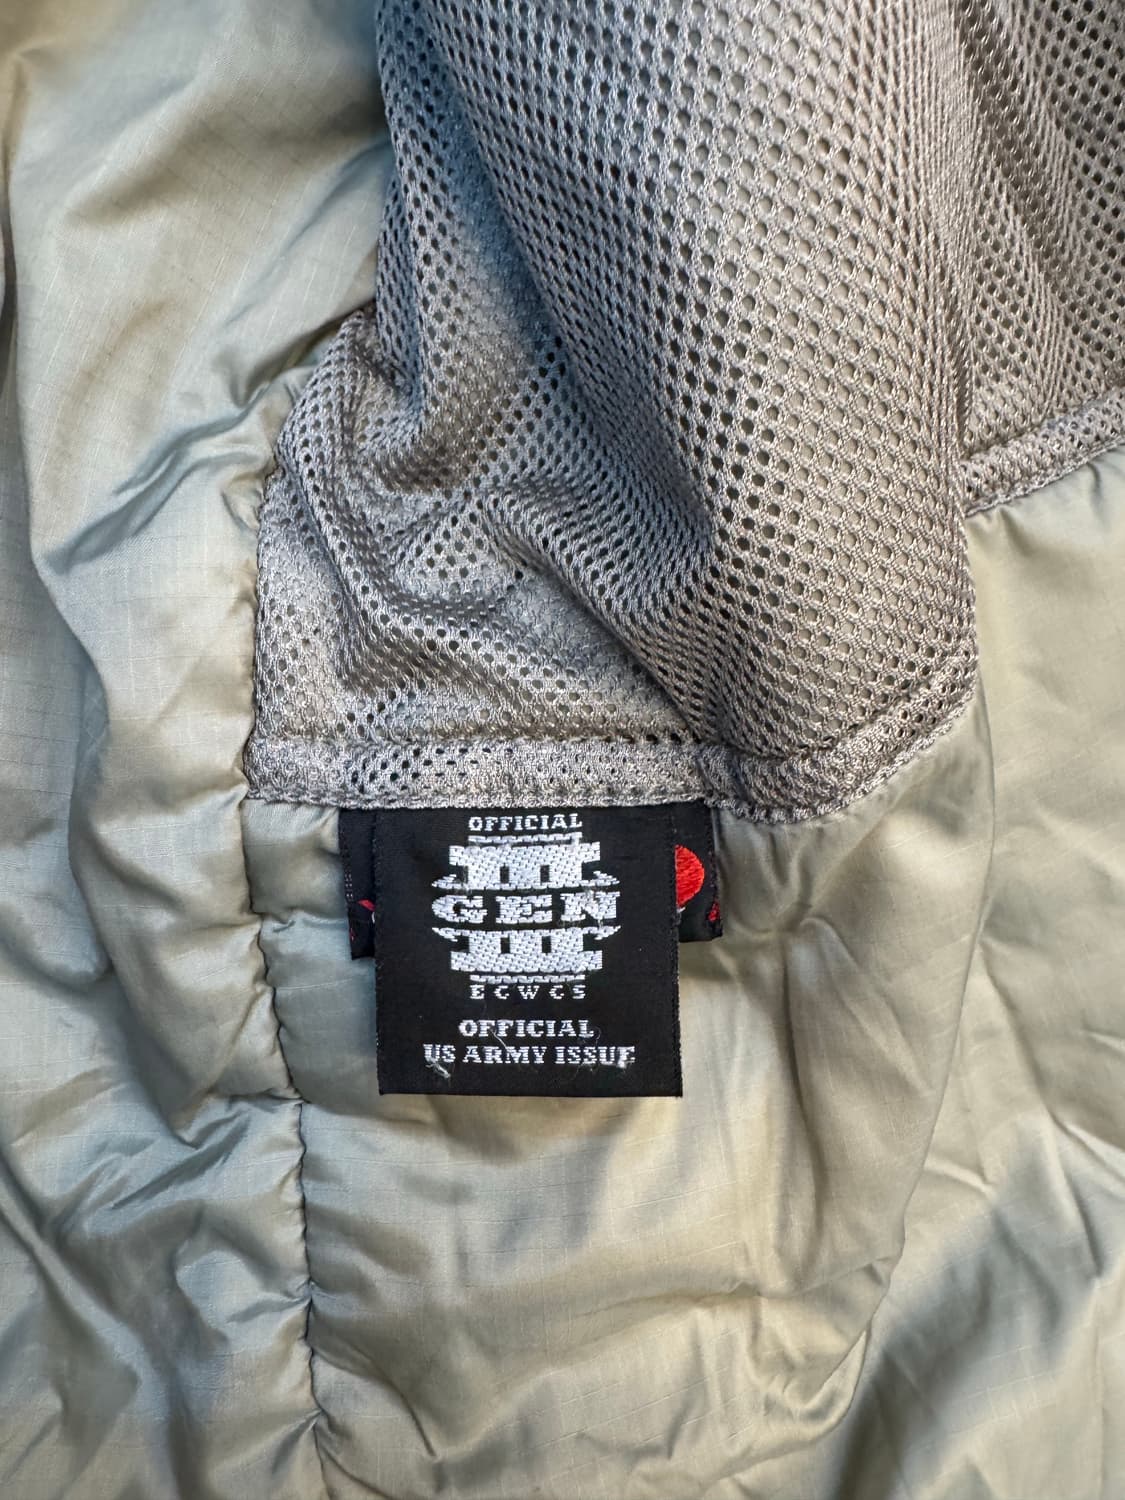 OFFICIAL
III
GEN
III
ECWCS
OFFICIAL
US ARMY ISSUE